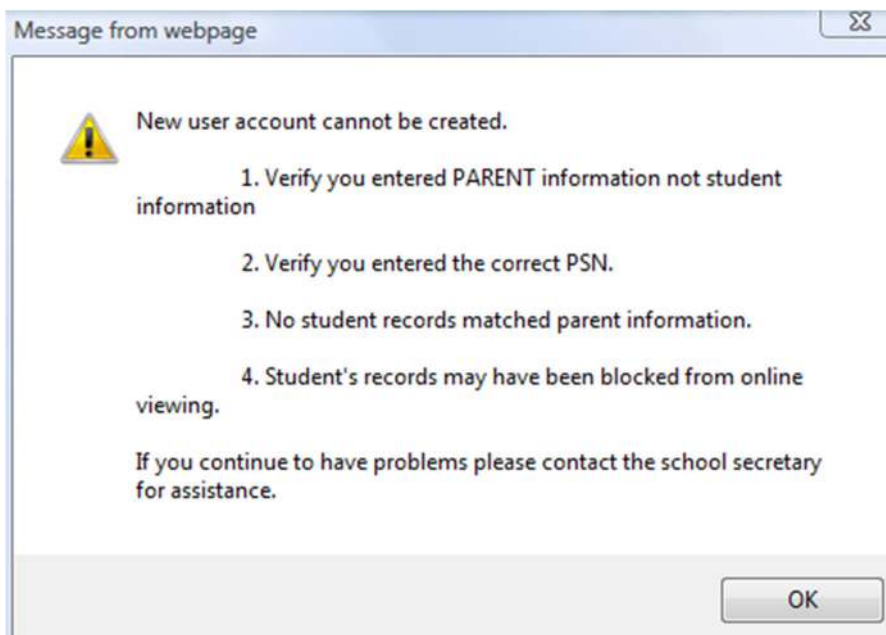 Message from webpage
New user account cannot be created.
1. Verify you entered PARENT information not student
information
2. Verify you entered the correct PSN.
3. No student records matched parent information.
4. Student's records may have been blocked from online
viewing.
If you continue to have problems please contact the school secretary
for assistance.
OK